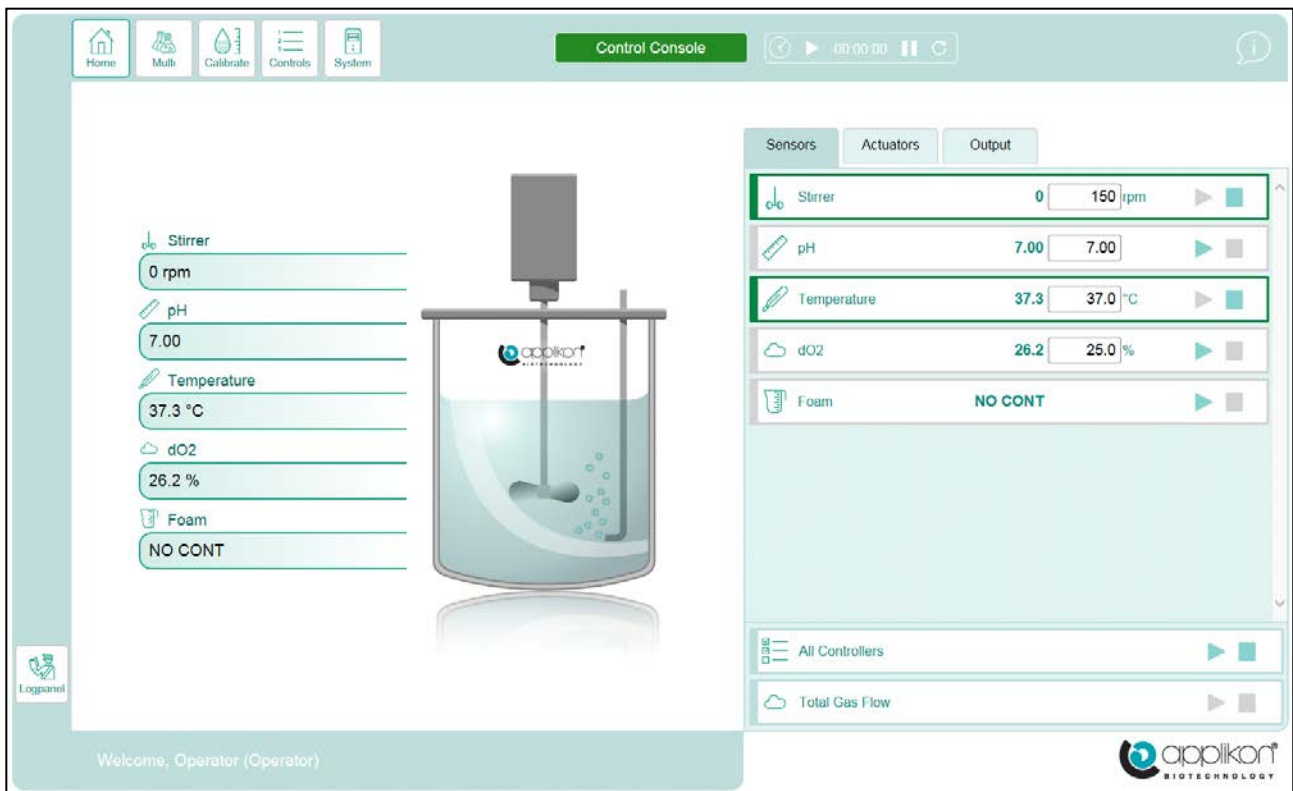 Home Multi Calibrate Controls System
Control Console
00:00:00
i
Stirrer
0 rpm
pH
7.00
Temperature
37.3 °C
dO2
26.2 %
Foam
NO CONT
applikon
BIOTECHNOLOGY
Sensors Actuators Output
Stirrer 0 150 rpm
pH 7.00 7.00
Temperature 37.3 37.0 °C
dO2 26.2 25.0 %
Foam NO CONT
All Controllers
Total Gas Flow
Logpanel
Welcome, Operator (Operator)
applikon®
BIOTECHNOLOGY